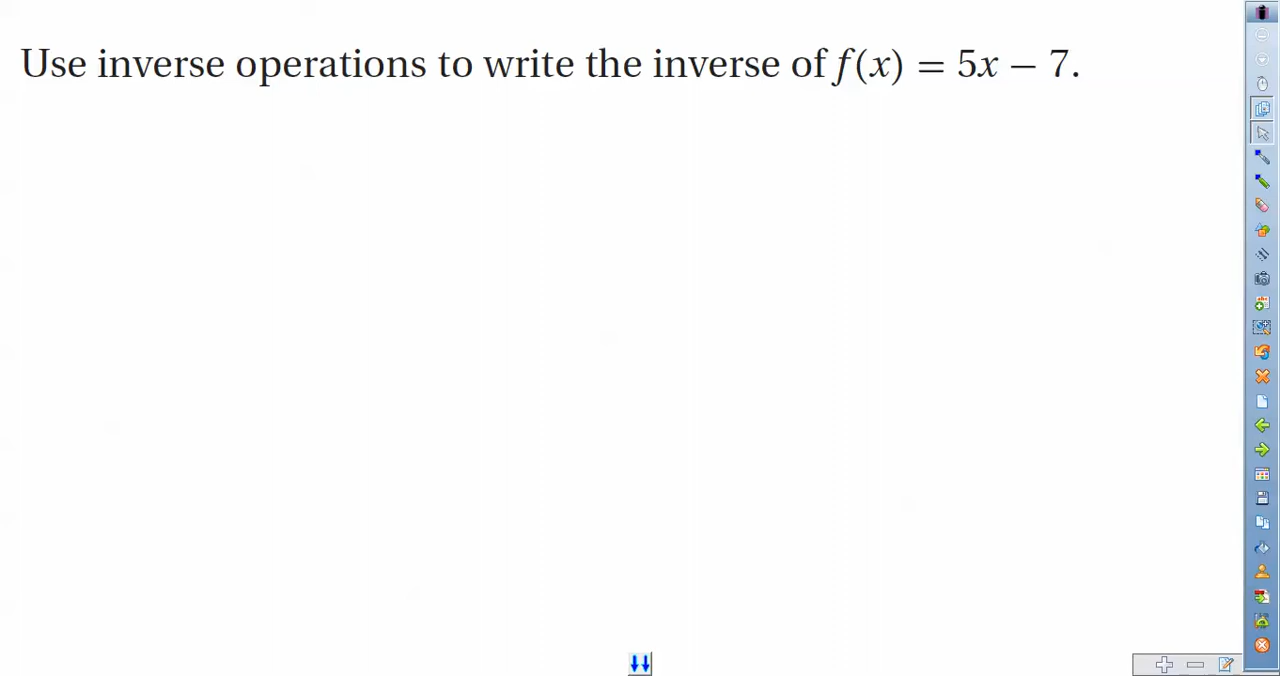 Use inverse operations to write the inverse of f(x) = 5x − 7.